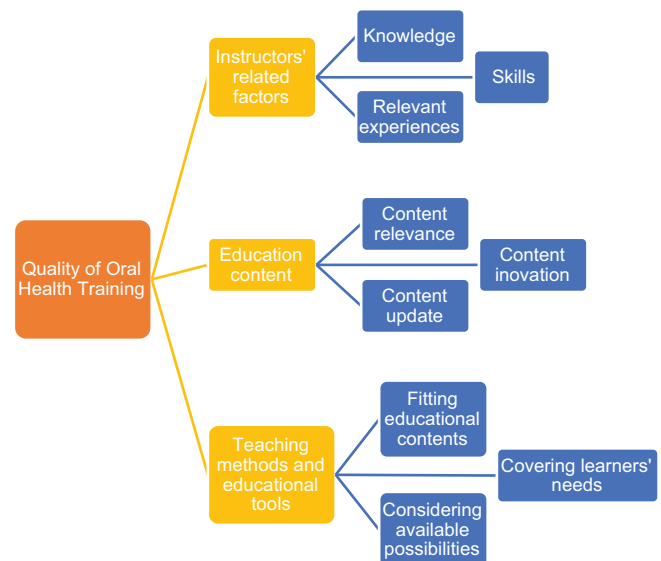 Quality of Oral
Health Training
Instructors'
related
factors
Knowledge
Skills
Relevant
experiences
Education
content
Content
relevance
Content
inovation
Content
update
Teaching
methods and
educational
tools
Fitting
educational
contents
Covering learners'
needs
Considering
available
possibilities